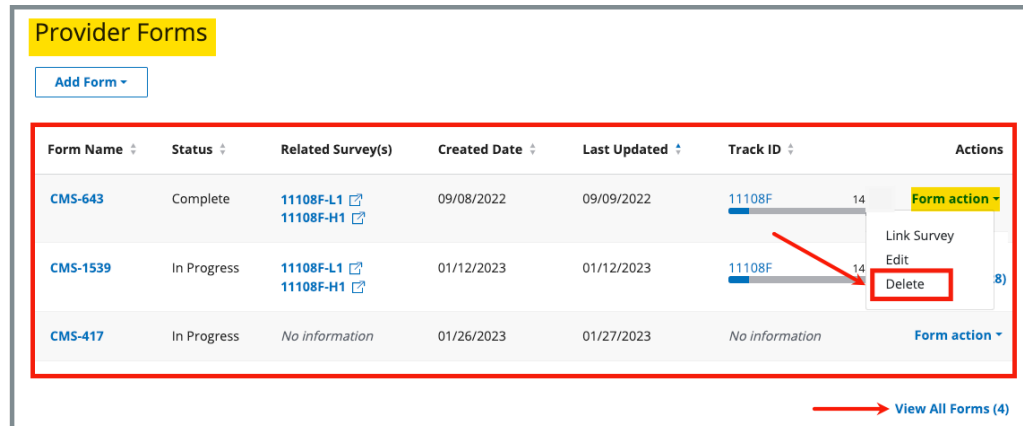 Provider Forms
Add Form
Form Name Status Related Survey(s) Created Date Last Updated Track ID Actions
CMS-643 Complete 11108F-L1 09/08/2022 09/09/2022 11108F 14 Form action
11108F-H1
Link Survey
Edit
Delete
CMS-1539 In Progress 11108F-L1 01/12/2023 01/12/2023 11108F 14
11108F-H1 8)
CMS-417 In Progress No information 01/26/2023 01/27/2023 No information Form action
View All Forms (4)